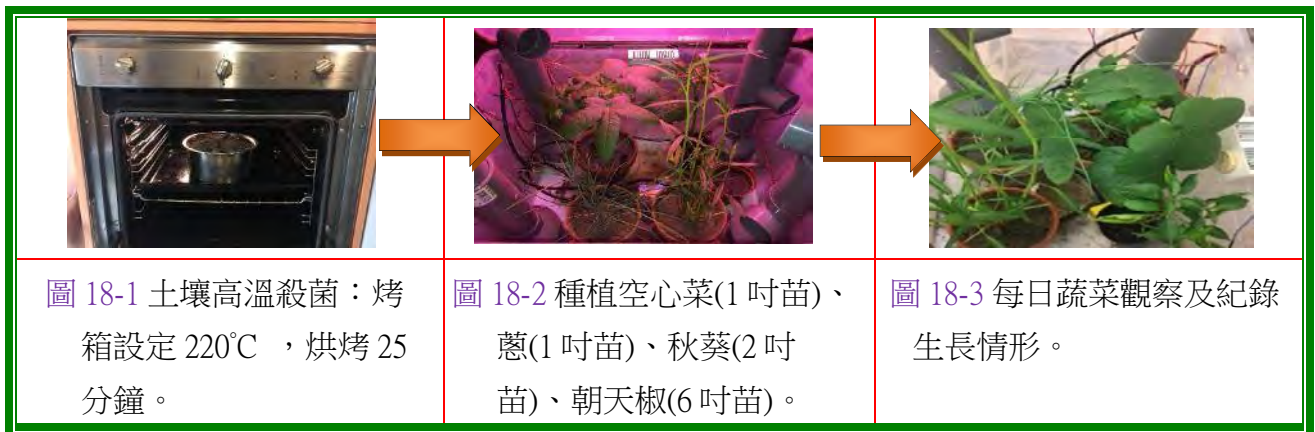 圖 18-1 土壤高溫殺菌：烤
箱設定 220℃ ，烘烤 25
分鐘。
圖 18-2 種植空心菜(1 吋苗)、
蔥(1 吋苗)、秋葵(2 吋
苗)、朝天椒(6 吋苗)。
圖 18-3 每日蔬菜觀察及紀錄
生長情形。